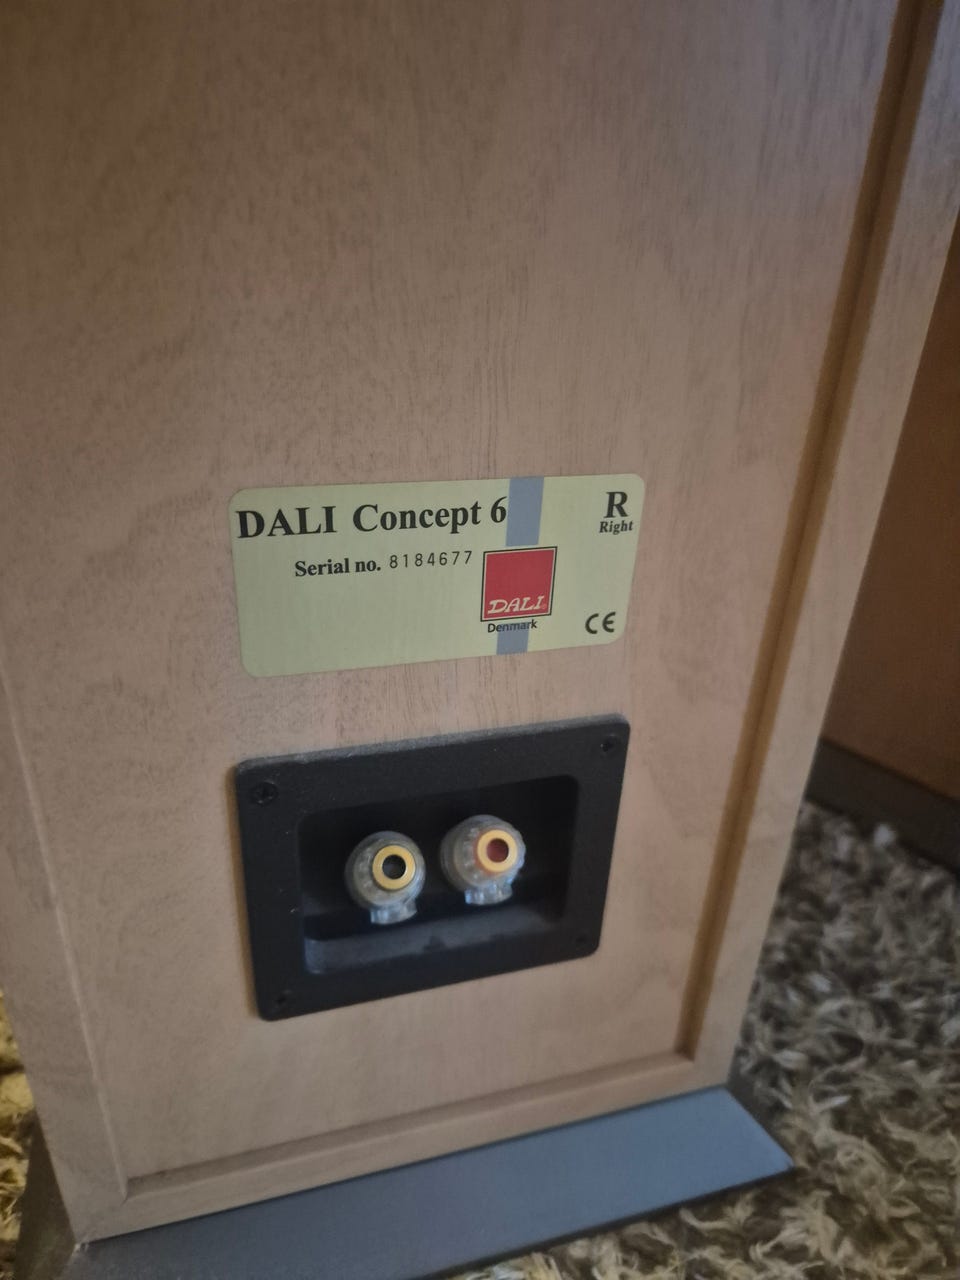 DALI Concept 6
R
Right
Serial no. 8184677
DALI
Denmark
CE